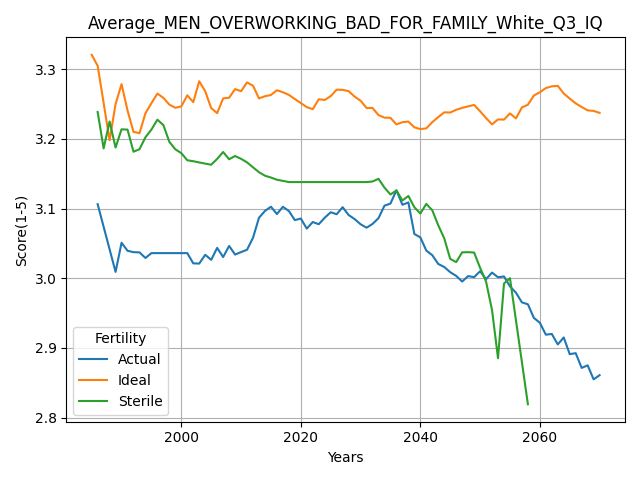 Average_MEN_OVERWORKING_BAD_FOR_FAMILY_White_Q3_IQ
Score(1-5)
3.3
3.2
3.1
3.0
2.9
2.8
Fertility
Actual
Ideal
Sterile
2000 2020 2040 2060
Years